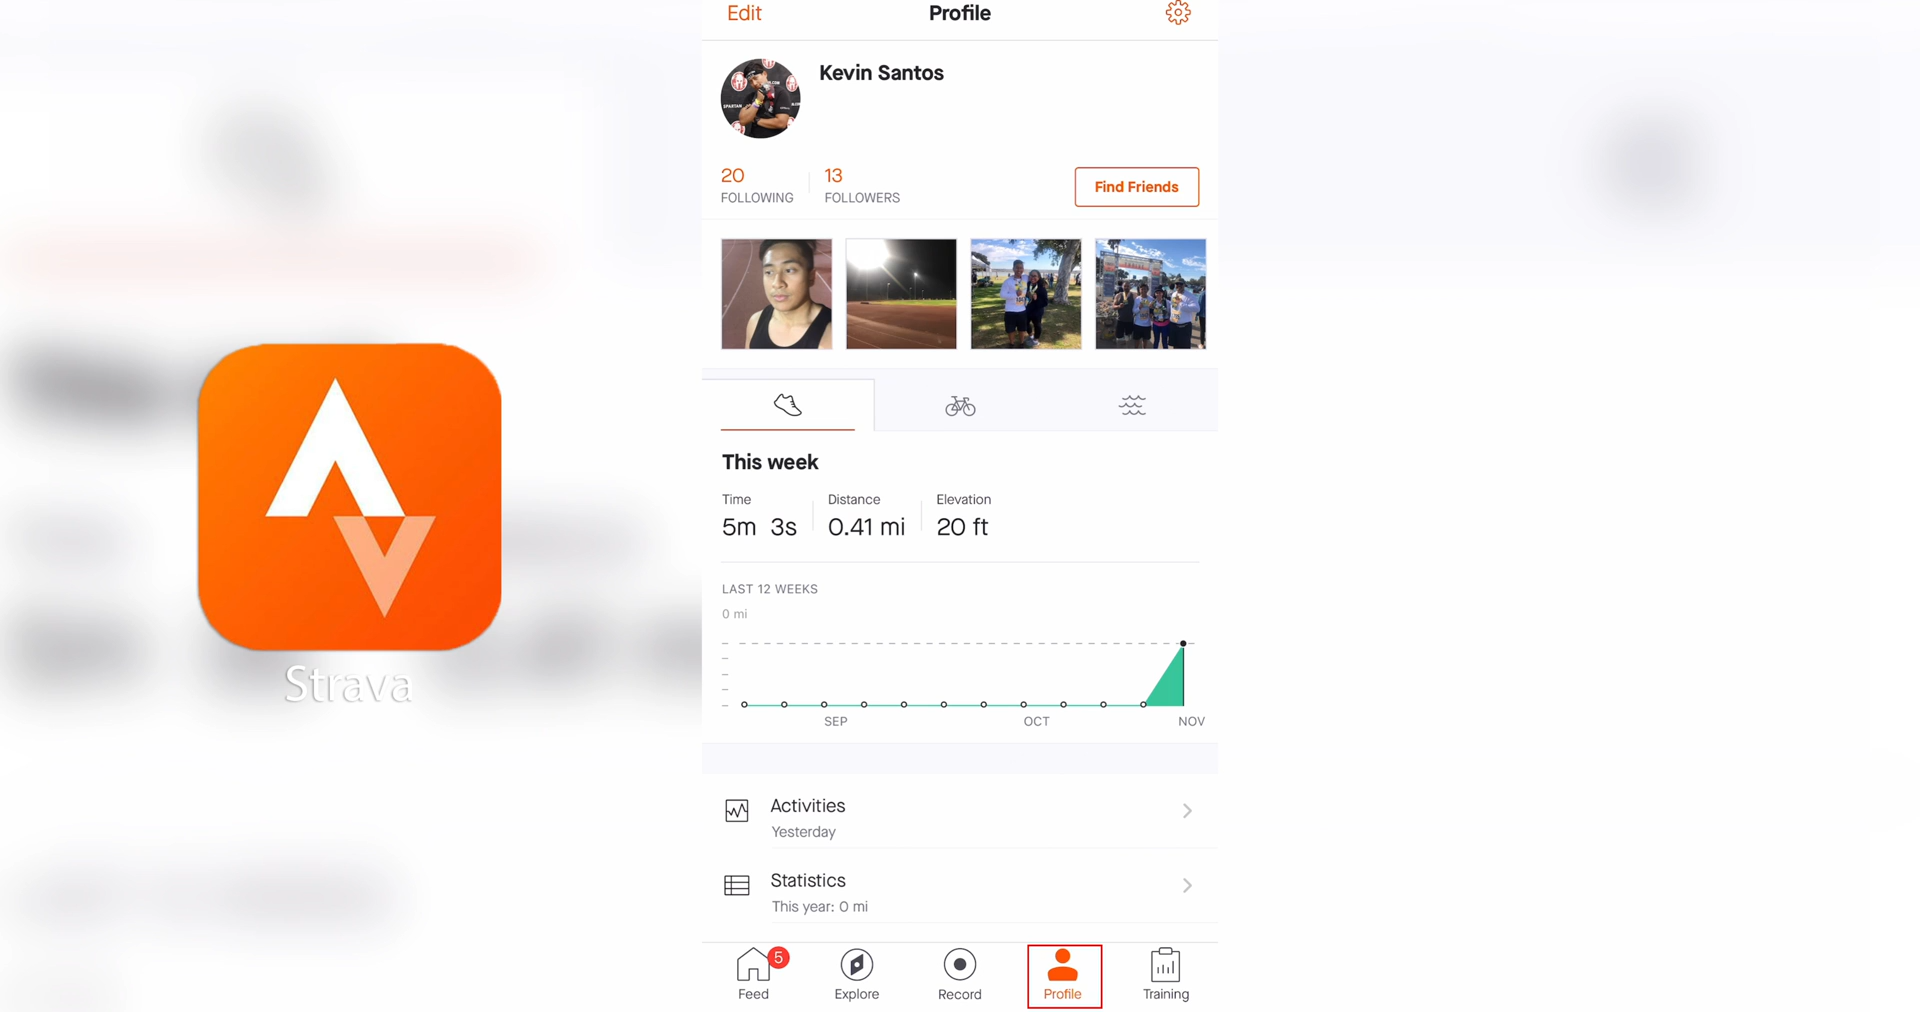 Edit
Profile
Kevin Santos
SPARTAN
20
FOLLOWING
13
FOLLOWERS
Find Friends
This week
Time
5m 3s
Distance
0.41 mi
Elevation
20 ft
LAST 12 WEEKS
0 mi
SEP
OCT
NOV
Activities
Yesterday
Statistics
This year: 0 mi
5
Feed
Explore
Record
Profile
Training
Strava